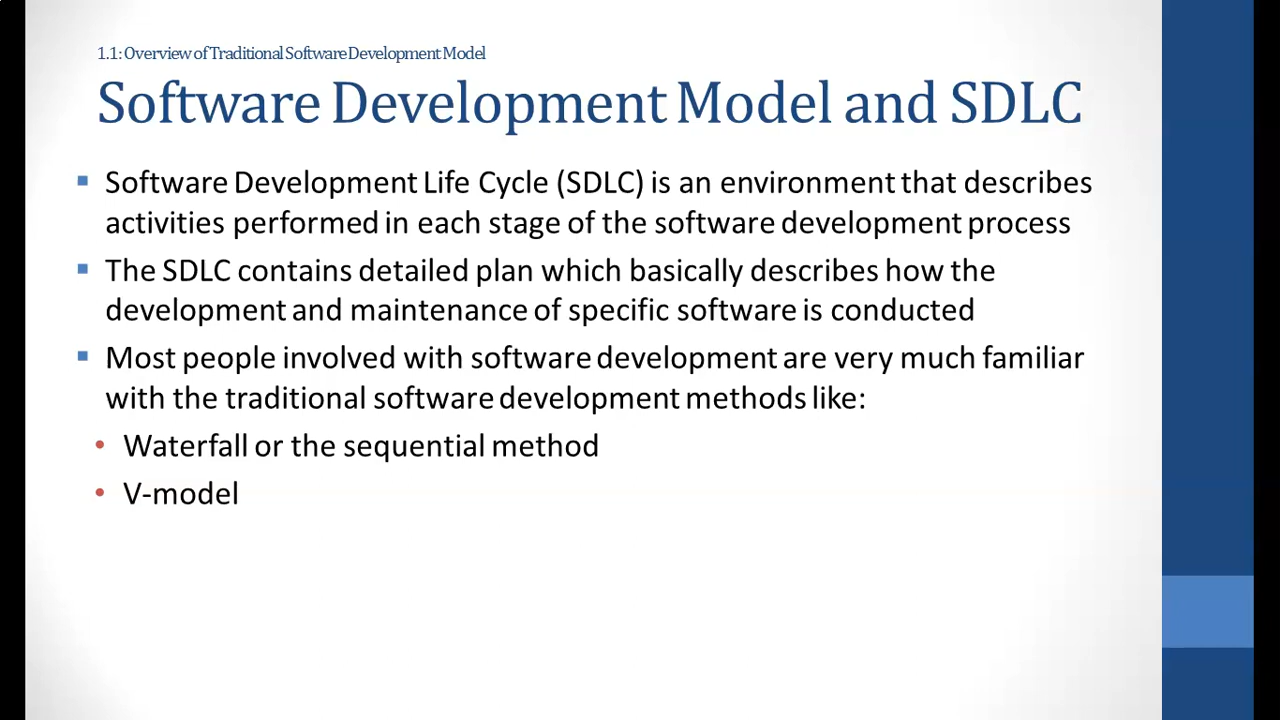 1.1: Overview of Traditional Software Development Model
Software Development Model and SDLC
▪ Software Development Life Cycle (SDLC) is an environment that describes
activities performed in each stage of the software development process
▪ The SDLC contains detailed plan which basically describes how the
development and maintenance of specific software is conducted
▪ Most people involved with software development are very much familiar
with the traditional software development methods like:
• Waterfall or the sequential method
• V-model